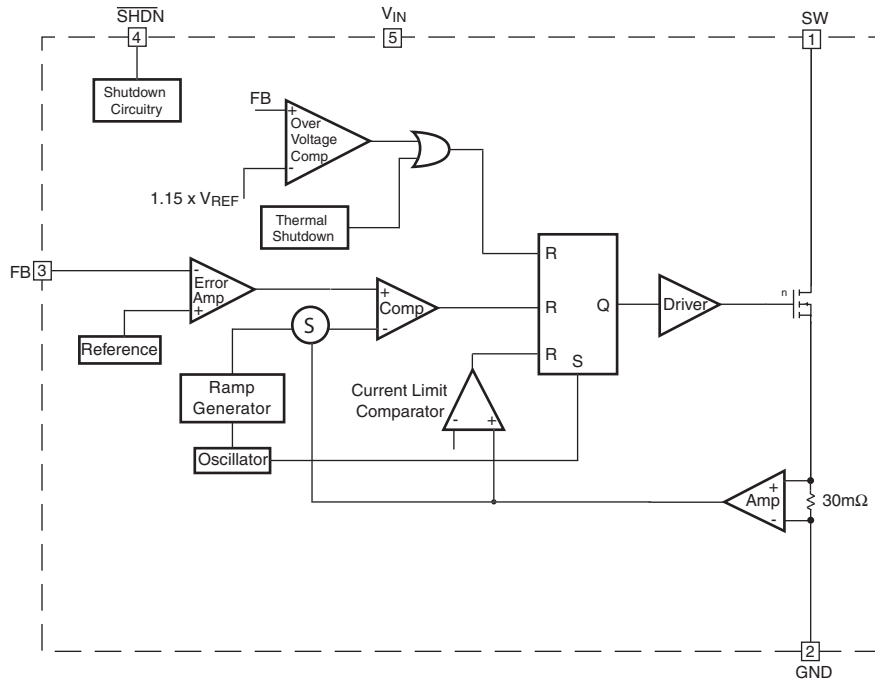 SHDN
4
VIN
5
SW
1
Shutdown
Circuitry
FB
+
Over
Voltage
Comp
-
1.15 x VREF
Thermal
Shutdown
R
FB 3
-
Error
Amp
+
Reference
+
Comp
-
S
R
Q
Driver
n
R
S
Ramp
Generator
Current Limit
Comparator
- +
Oscillator
+
Amp
-
30mΩ
2
GND